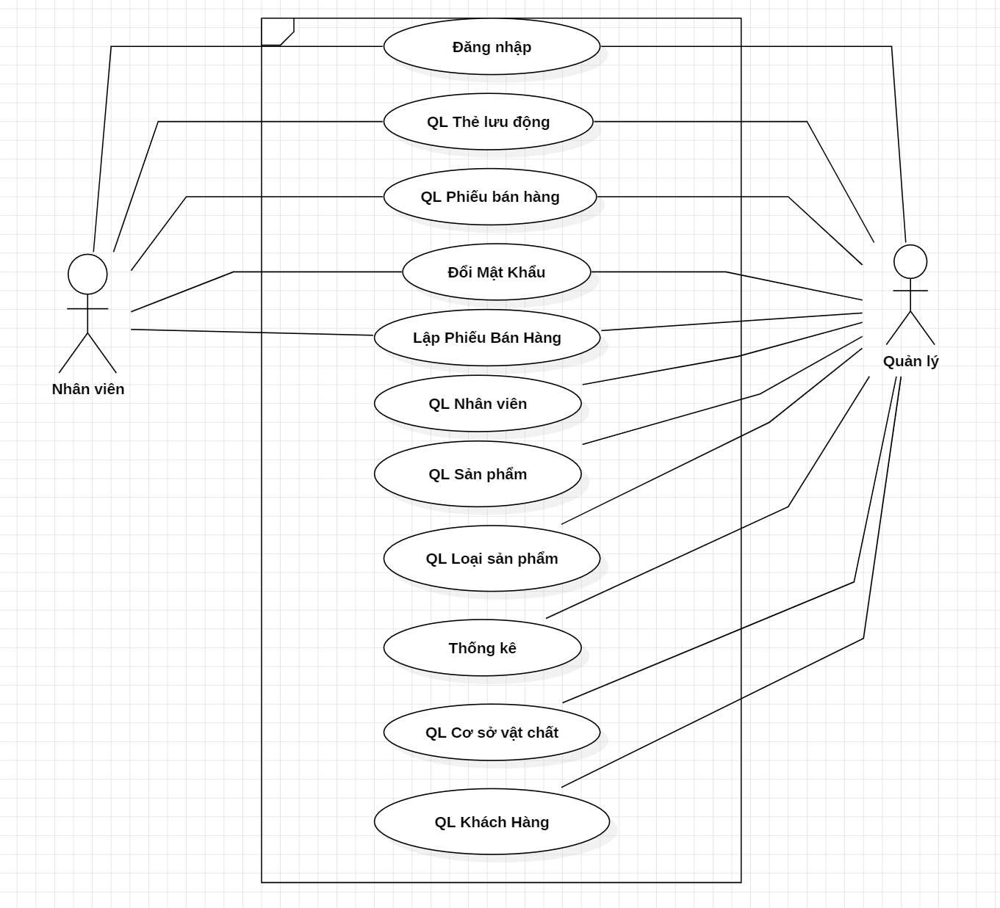 Đăng nhập
QL Thẻ lưu động
QL Phiếu bán hàng
Đổi Mật Khẩu
Lập Phiếu Bán Hàng
Quản lý
Nhân viên
QL Nhân viên
QL Sản phẩm
QL Loại sản phẩm
Thống kê
QL Cơ sở vật chất
QL Khách Hàng